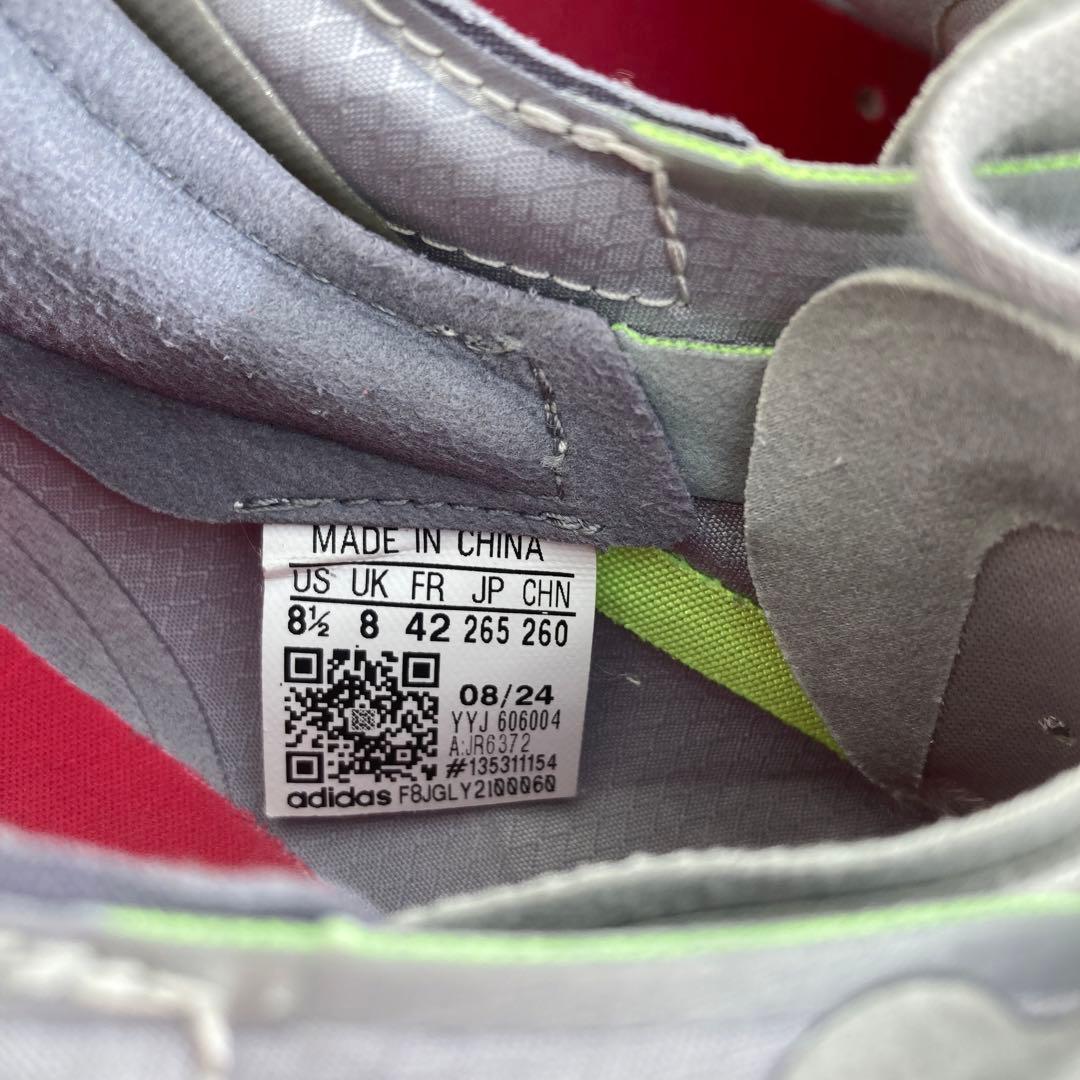 MADE IN CHINA
US UK FR JP CHN
8½ 8 42 265 260
08/24
YYJ 606004
A:JR6372
#135311154
adidas F8JGLY2100060